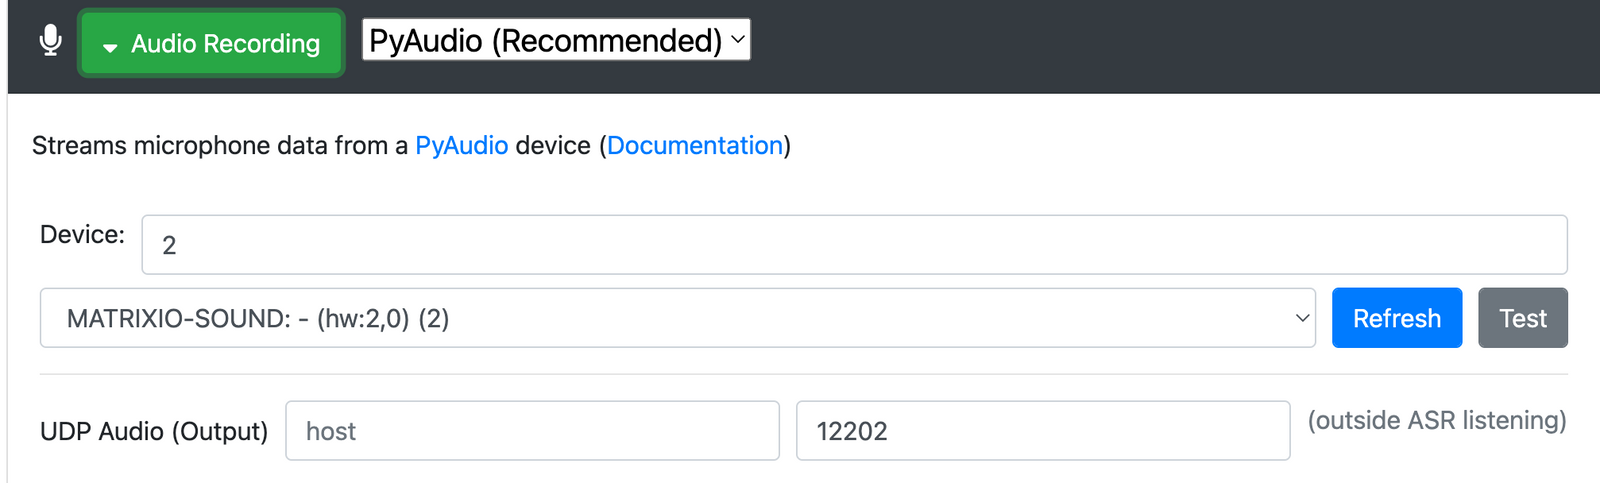 Audio Recording PyAudio (Recommended)
Streams microphone data from a PyAudio device (Documentation)
Device: 2
MATRIXIO-SOUND: - (hw:2,0) (2) Refresh Test
UDP Audio (Output) host 12202 (outside ASR listening)